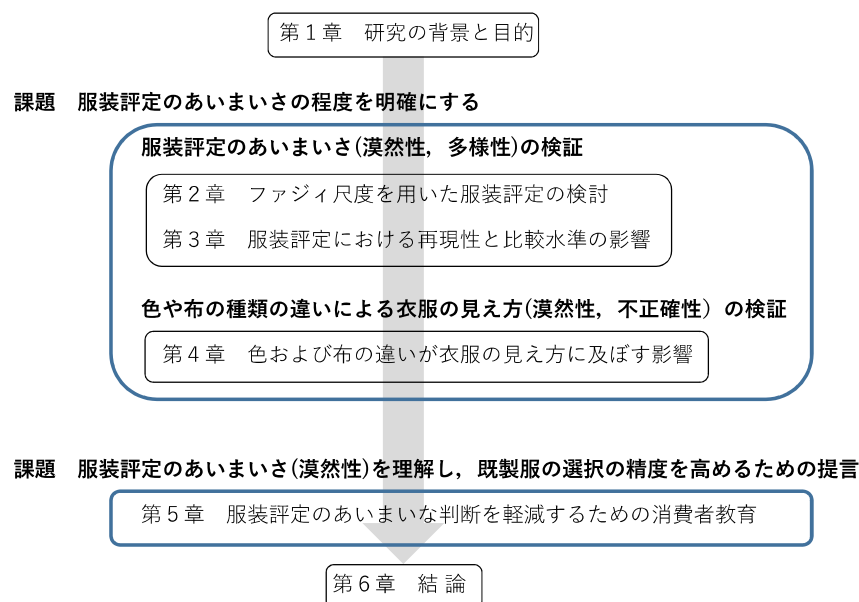 第１章　研究の背景と目的
課題　服装評定のあいまいさの程度を明確にする
服装評定のあいまいさ(漠然性，多様性)の検証
第２章　ファジィ尺度を用いた服装評定の検討
第３章　服装評定における再現性と比較水準の影響
色や布の種類の違いによる衣服の見え方(漠然性，不正確性）の検証
第４章　色および布の違いが衣服の見え方に及ぼす影響
課題　服装評定のあいまいさ(漠然性)を理解し，既製服の選択の精度を高めるための提言
第５章　服装評定のあいまいな判断を軽減するための消費者教育
第６章　結 論